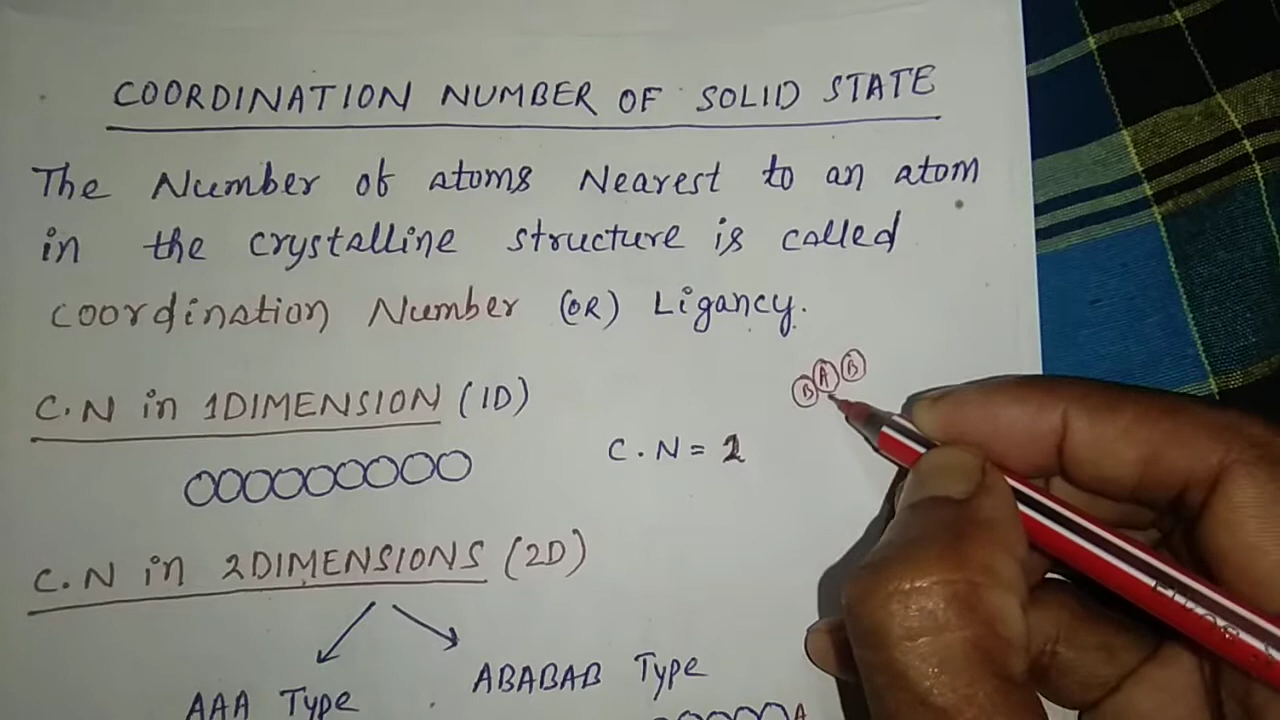 COORDINATION NUMBER OF SOLID STATE
The Number of atoms Nearest to an atom
in the crystalline structure is called
coordination Number (OR) Ligancy.
B A B
C.N in 1DIMENSION (1D)
C.N = 2
C.N in 2DIMENSIONS (2D)
AAA Type
ABABAB Type
A